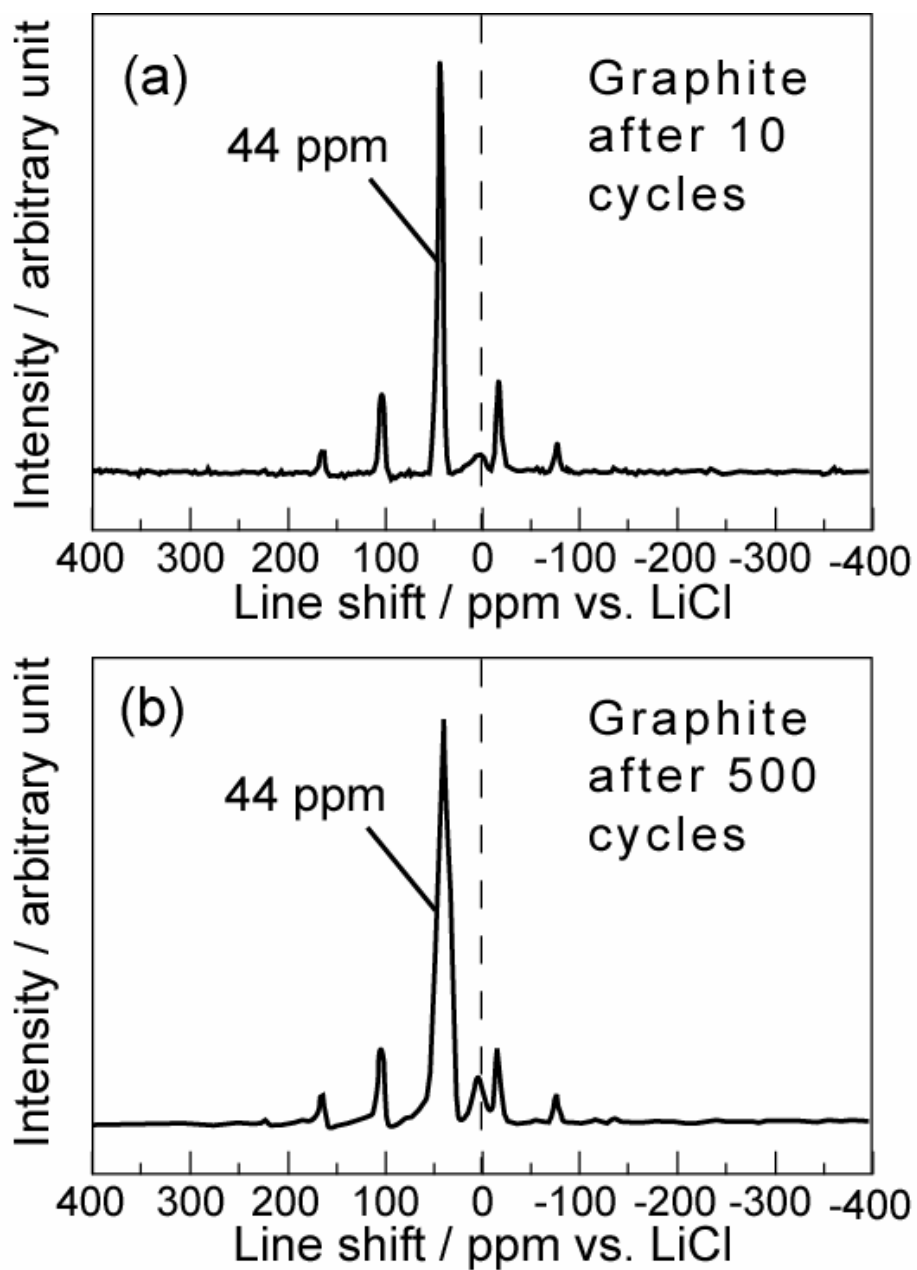 (a)
44 ppm
Graphite
after 10
cycles
Intensity / arbitrary unit
400 300 200 100 0 -100 -200 -300 -400
Line shift / ppm vs. LiCl
(b)
44 ppm
Graphite
after 500
cycles
Intensity / arbitrary unit
400 300 200 100 0 -100 -200 -300 -400
Line shift / ppm vs. LiCl